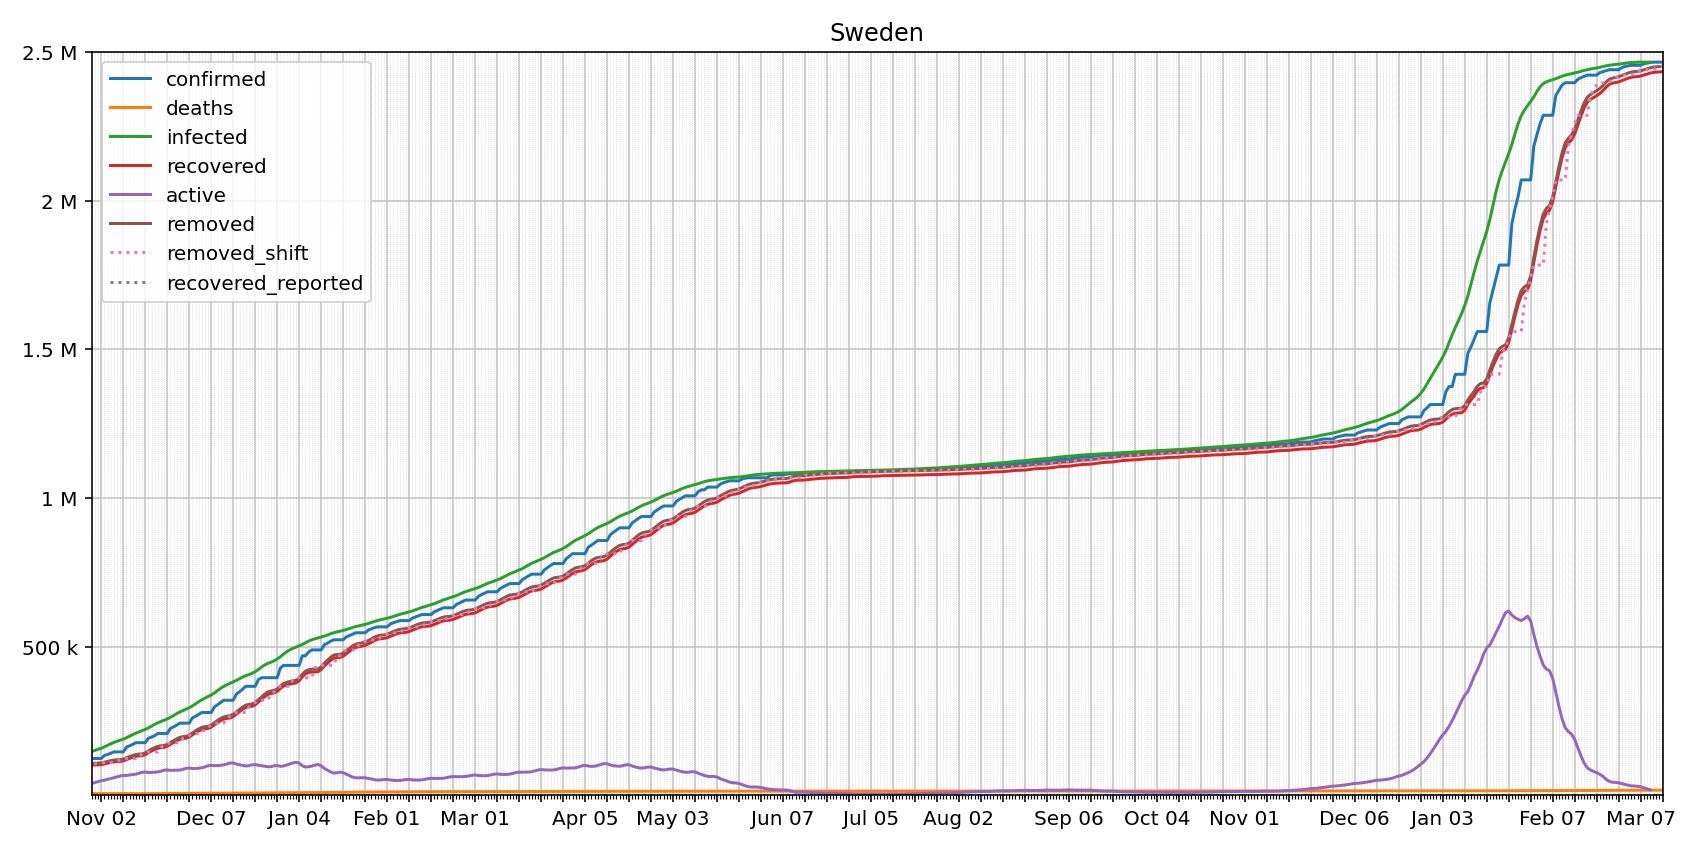 Sweden
2.5 M
2 M
1.5 M
1 M
500 k
confirmed
deaths
infected
recovered
active
removed
removed_shift
recovered_reported
Nov 02 Dec 07 Jan 04 Feb 01 Mar 01 Apr 05 May 03 Jun 07 Jul 05 Aug 02 Sep 06 Oct 04 Nov 01 Dec 06 Jan 03 Feb 07 Mar 07